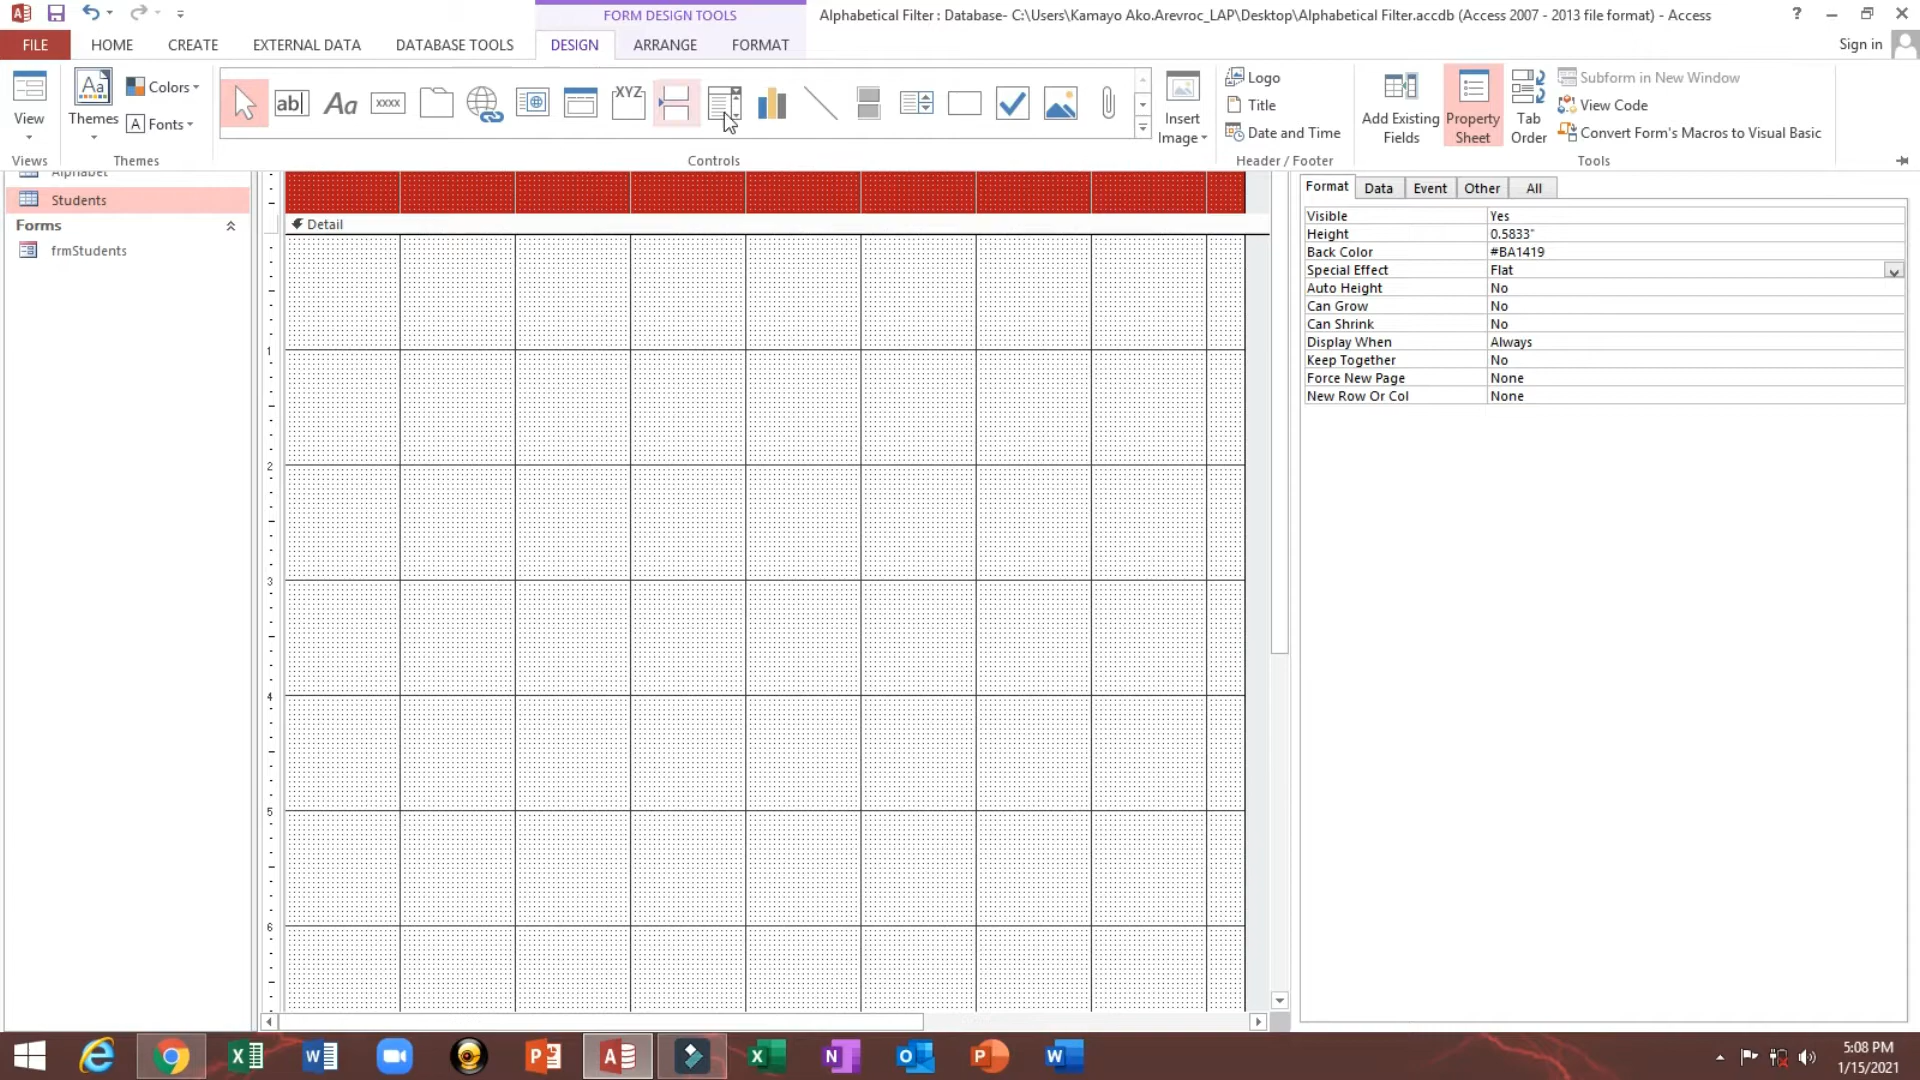 FORM DESIGN TOOLS
Alphabetical Filter : Database- C:\Users\Kamayo Ako.Arevroc_LAP\Desktop\Alphabetical Filter.accdb (Access 2007 - 2013 file format) - Access
?
FILE
HOME
CREATE
EXTERNAL DATA
DATABASE TOOLS
DESIGN
ARRANGE
FORMAT
Sign in
View
Themes
Colors
Fonts
ab|
Aa
xxxx
XYZ
Insert
Image
Logo
Title
Date and Time
Add Existing
Fields
Property
Sheet
Tab
Order
Subform in New Window
View Code
Convert Form's Macros to Visual Basic
Views
Themes
Controls
Header / Footer
Tools
Alphabet
Students
Forms
frmStudents
Detail
1
2
3
4
5
6
Format
Data
Event
Other
All
Visible Yes
Height 0.5833"
Back Color #BA1419
Special Effect Flat
Auto Height No
Can Grow No
Can Shrink No
Display When Always
Keep Together No
Force New Page None
New Row Or Col None
5:08 PM
1/15/2021